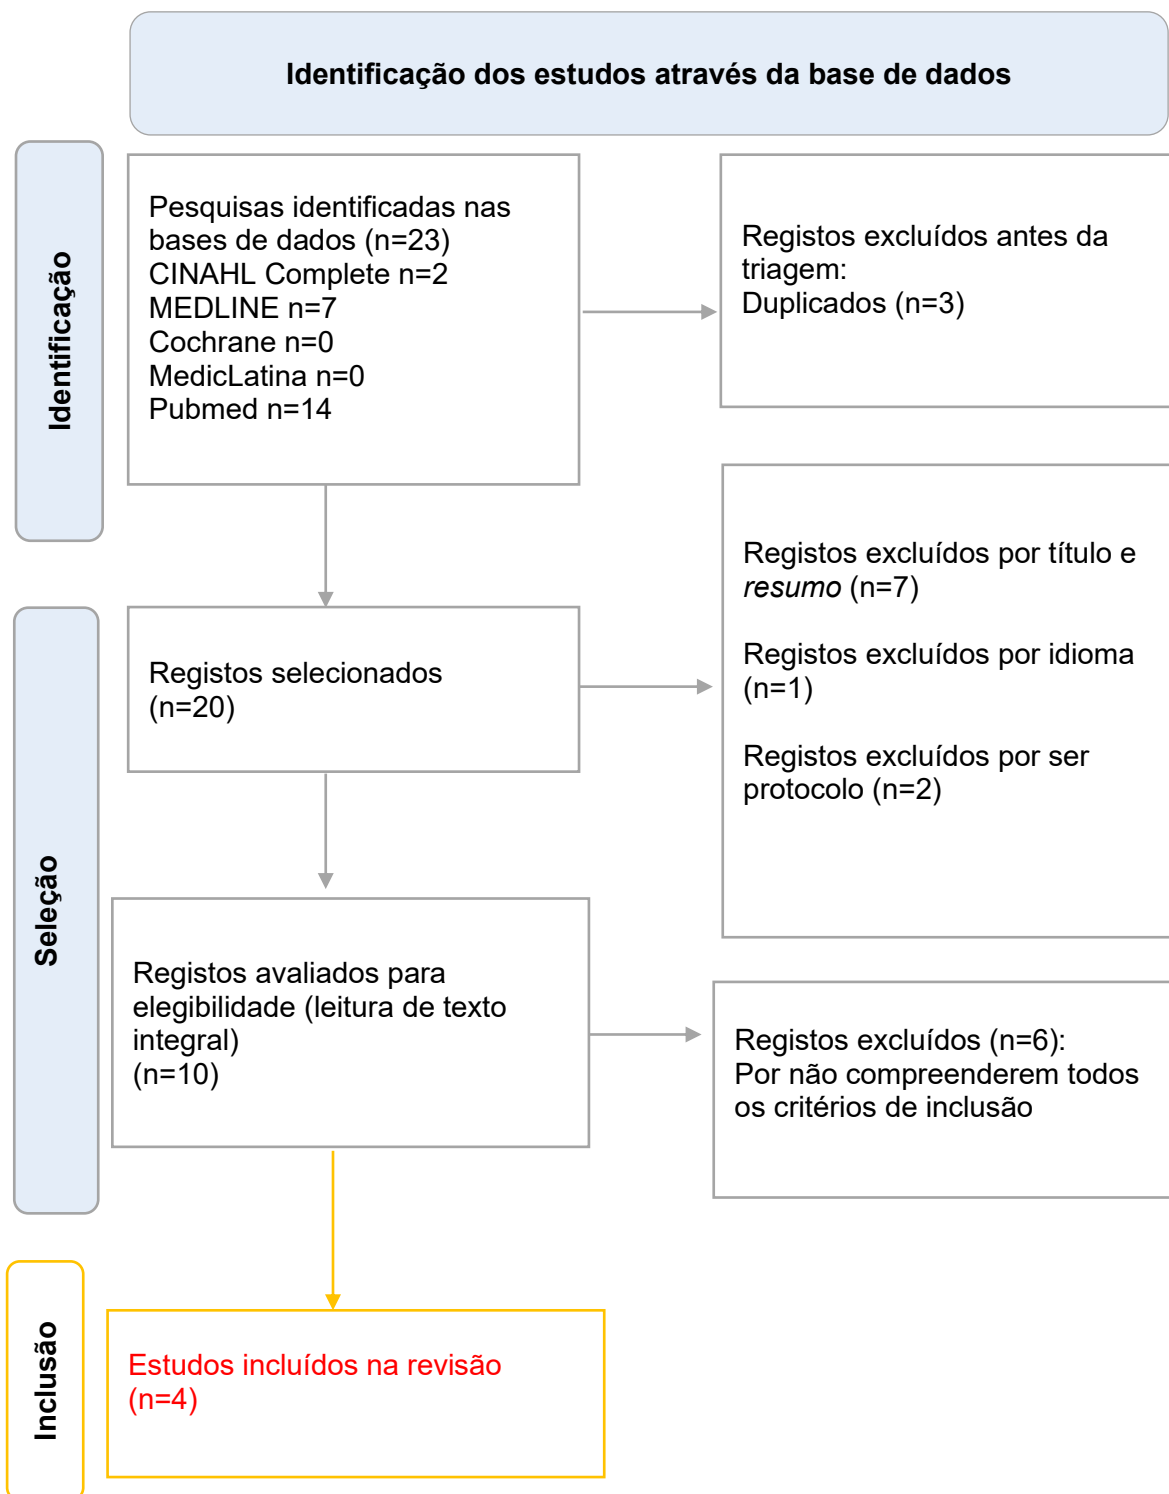 Identificação dos estudos através da base de dados
Identificação
Pesquisas identificadas nas
bases de dados (n=23)
CINAHL Complete n=2
MEDLINE n=7
Cochrane n=0
MedicLatina n=0
Pubmed n=14
Registos excluídos antes da
triagem:
Duplicados (n=3)
Seleção
Registos selecionados
(n=20)
Registos excluídos por título e
resumo (n=7)
Registos excluídos por idioma
(n=1)
Registos excluídos por ser
protocolo (n=2)
Registos avaliados para
elegibilidade (leitura de texto
integral)
(n=10)
Registos excluídos (n=6):
Por não compreenderem todos
os critérios de inclusão
Inclusão
Estudos incluídos na revisão
(n=4)